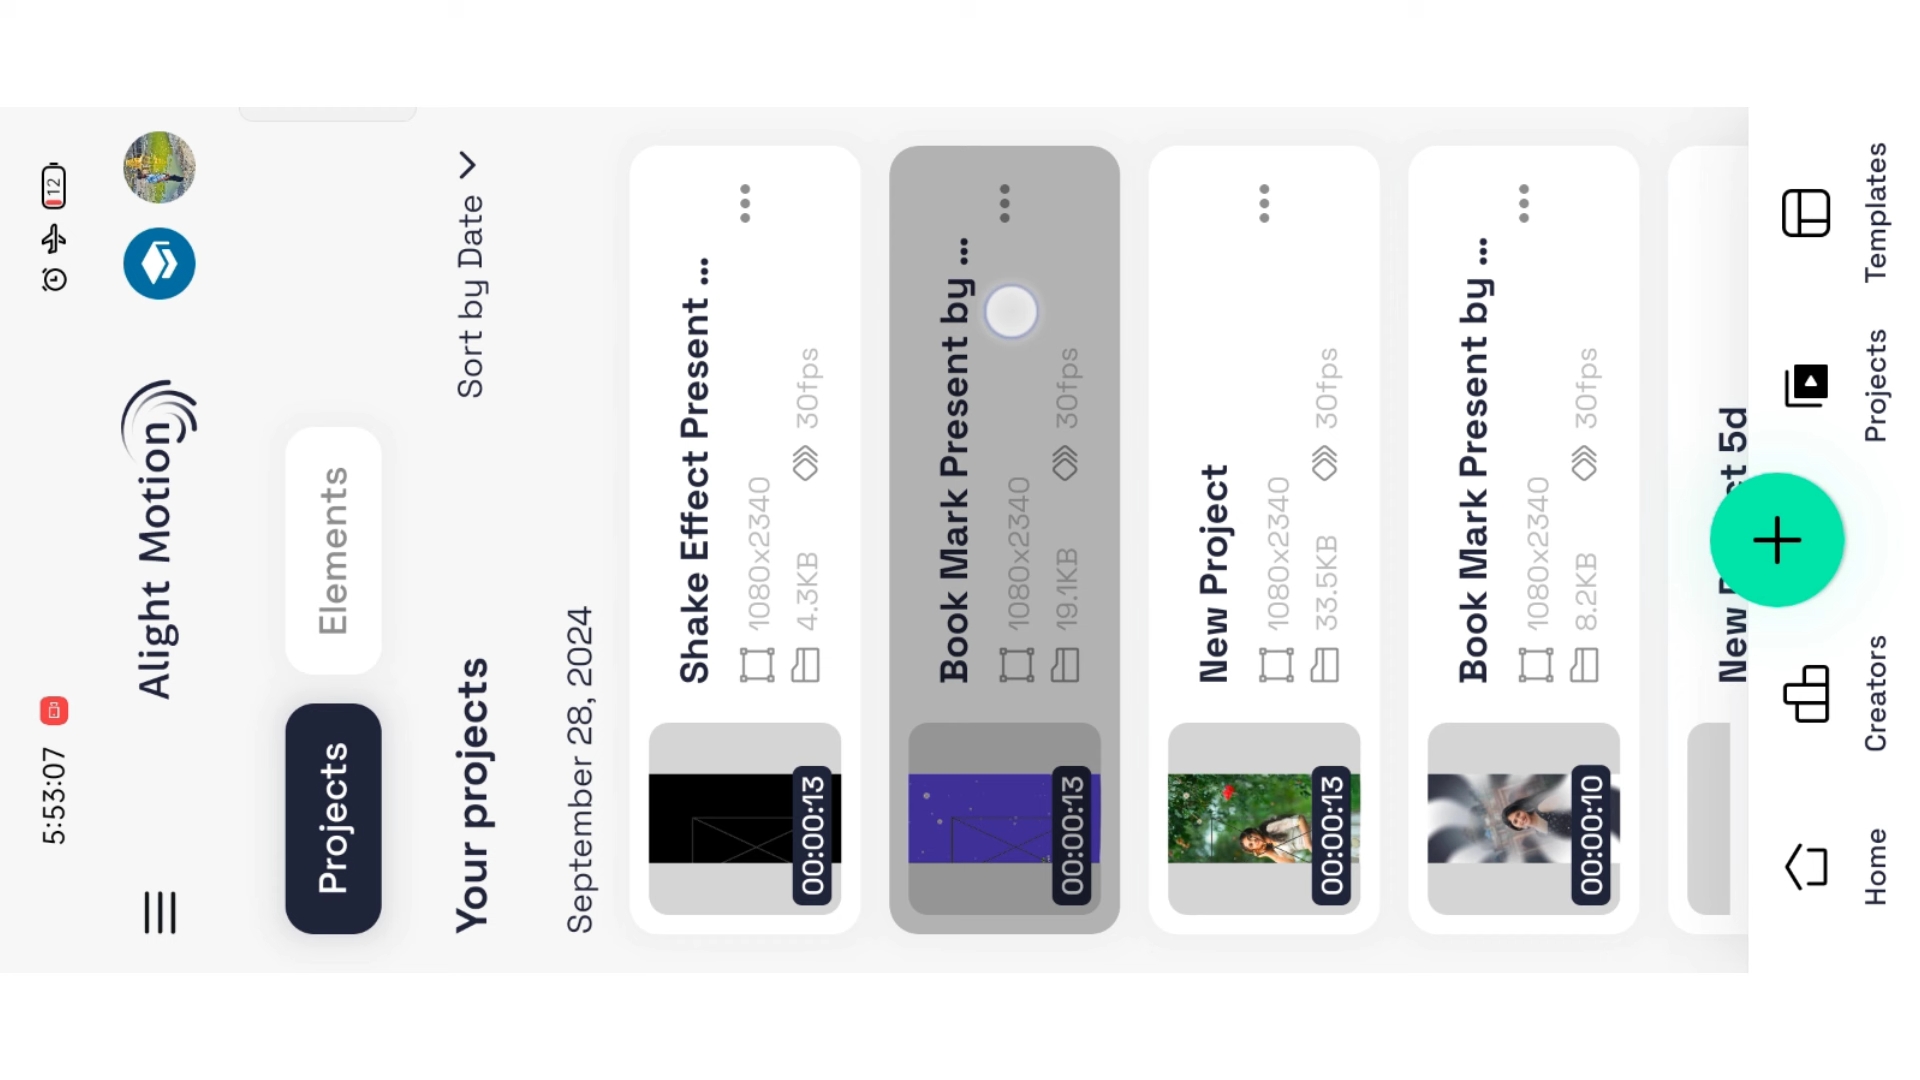 5:53:07
12
Alight Motion
Projects
Elements
Your projects
Sort by Date
September 28, 2024
Shake Effect Present ...
1080x2340
4.3KB
30fps
00:00:13
Book Mark Present by ...
1080x2340
19.1KB
30fps
00:00:13
New Project
1080x2340
33.5KB
30fps
00:00:13
Book Mark Present by ...
1080x2340
8.2KB
30fps
00:00:10
New
5d
Home
Creators
Projects
Templates